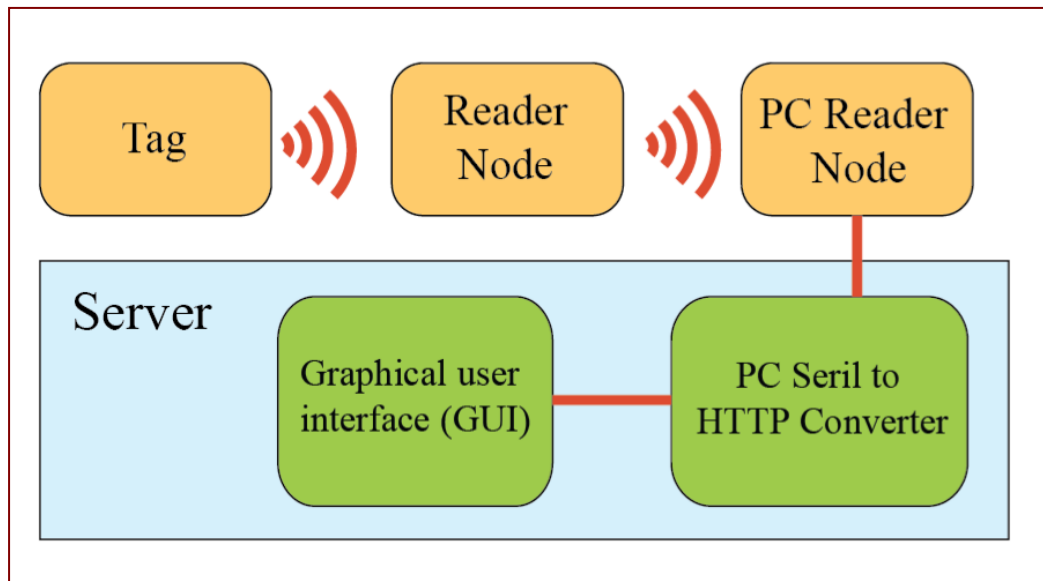 Tag
Reader
Node
PC Reader
Node
Server
Graphical user
interface (GUI)
PC Seril to
HTTP Converter